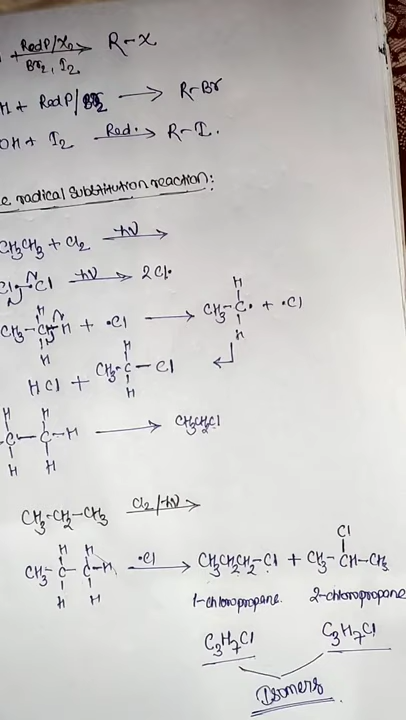 + Red P/X2 → R-X
Br2, I2
H + Red P/Br2 → R-Br
OH + I2 Red. → R-I.
e radical substitution reaction:
CH3CH3 + Cl2 hν →
Cl-Cl hν → 2Cl•
H
H
CH3-C-H + •Cl → CH3-C• + •Cl
H
H
H
HCl + CH3-C-Cl
H
H H
C-C-H → CH3CH2Cl
H H
CH3-CH2-CH3 Cl2/hν →
Cl
H H
CH3-C-C-H •Cl → CH3CH2CH2-Cl + CH3-CH-CH3
H H
1-chloropropane. 2-chloropropane
C3H7Cl C3H7Cl
Isomers